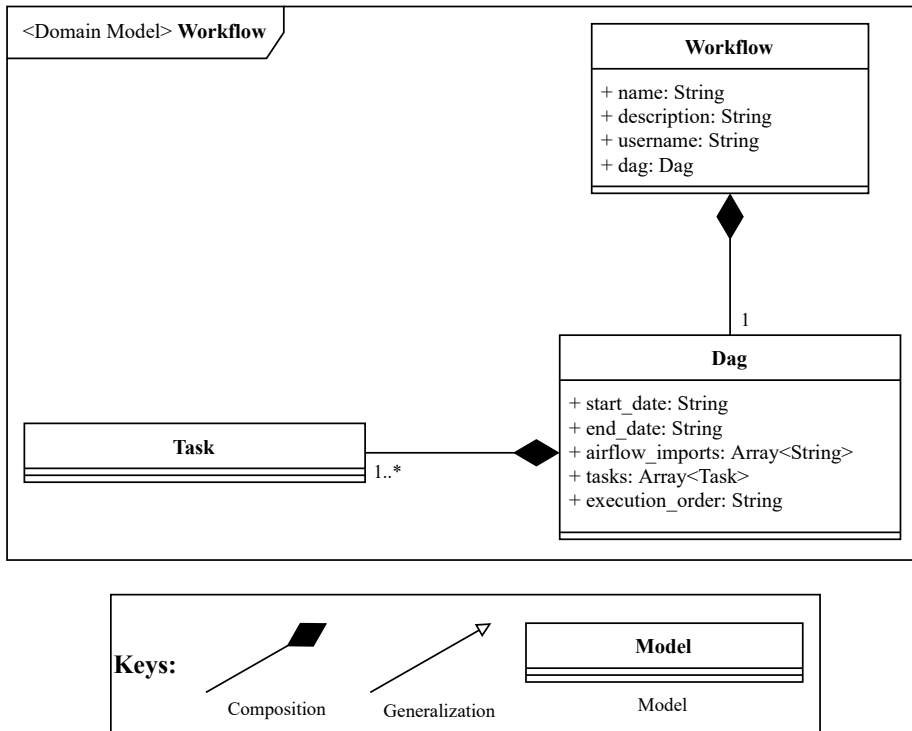 <Domain Model> Workflow
Workflow
+ name: String
+ description: String
+ username: String
+ dag: Dag
1
Dag
+ start_date: String
+ end_date: String
+ airflow_imports: Array<String>
+ tasks: Array<Task>
+ execution_order: String
Task
1..*
Keys:
Composition
Generalization
Model
Model